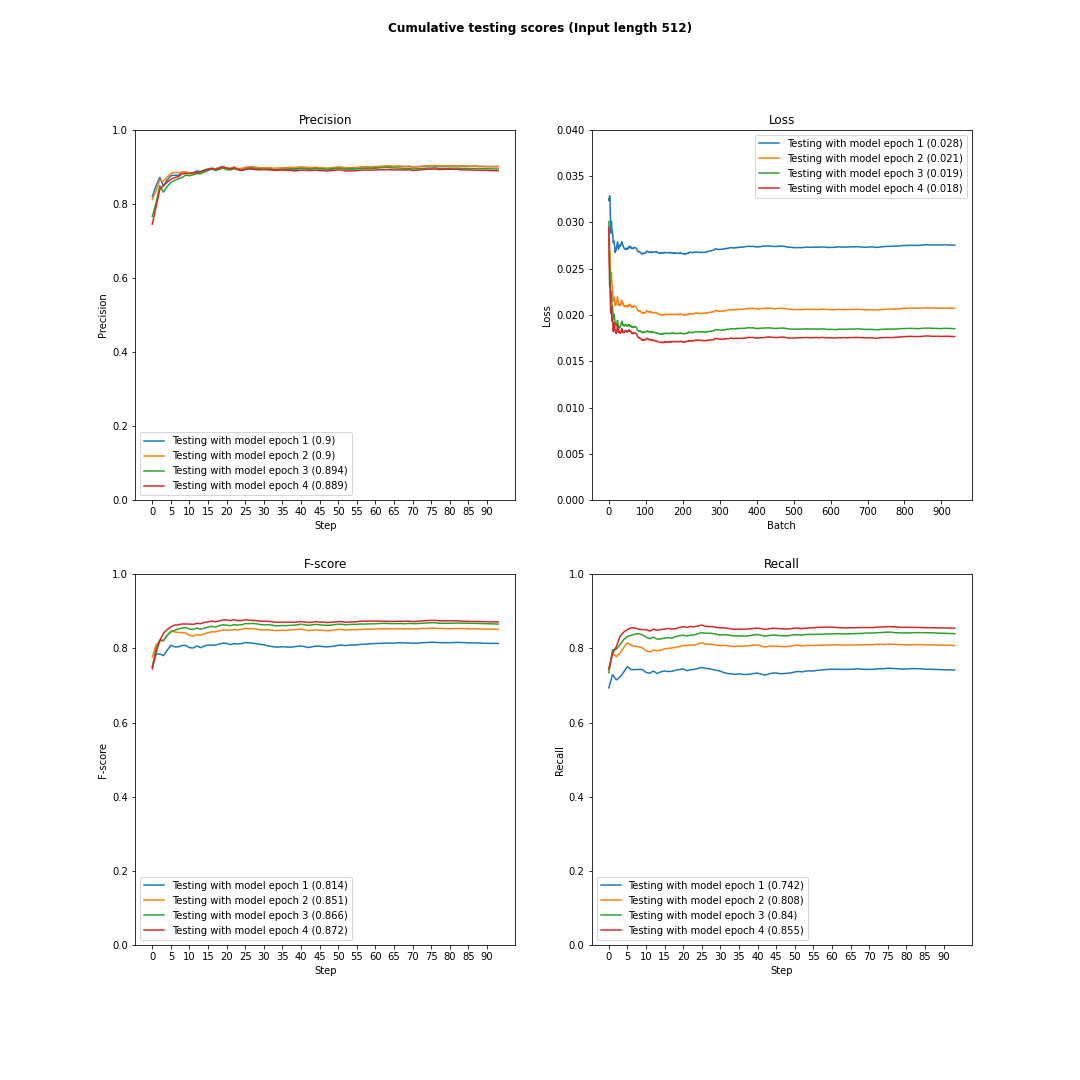 Cumulative testing scores (Input length 512)
Precision
1.0
0.8
0.6
0.4
0.2
0.0
Precision
Testing with model epoch 1 (0.9)
Testing with model epoch 2 (0.9)
Testing with model epoch 3 (0.894)
Testing with model epoch 4 (0.889)
0 5 10 15 20 25 30 35 40 45 50 55 60 65 70 75 80 85 90
Step
Loss
0.040
0.035
0.030
0.025
0.020
0.015
0.010
0.005
0.000
Loss
Testing with model epoch 1 (0.028)
Testing with model epoch 2 (0.021)
Testing with model epoch 3 (0.019)
Testing with model epoch 4 (0.018)
0 100 200 300 400 500 600 700 800 900
Batch
F-score
1.0
0.8
0.6
0.4
0.2
0.0
F-score
Testing with model epoch 1 (0.814)
Testing with model epoch 2 (0.851)
Testing with model epoch 3 (0.866)
Testing with model epoch 4 (0.872)
0 5 10 15 20 25 30 35 40 45 50 55 60 65 70 75 80 85 90
Step
Recall
1.0
0.8
0.6
0.4
0.2
0.0
Recall
Testing with model epoch 1 (0.742)
Testing with model epoch 2 (0.808)
Testing with model epoch 3 (0.84)
Testing with model epoch 4 (0.855)
0 5 10 15 20 25 30 35 40 45 50 55 60 65 70 75 80 85 90
Step